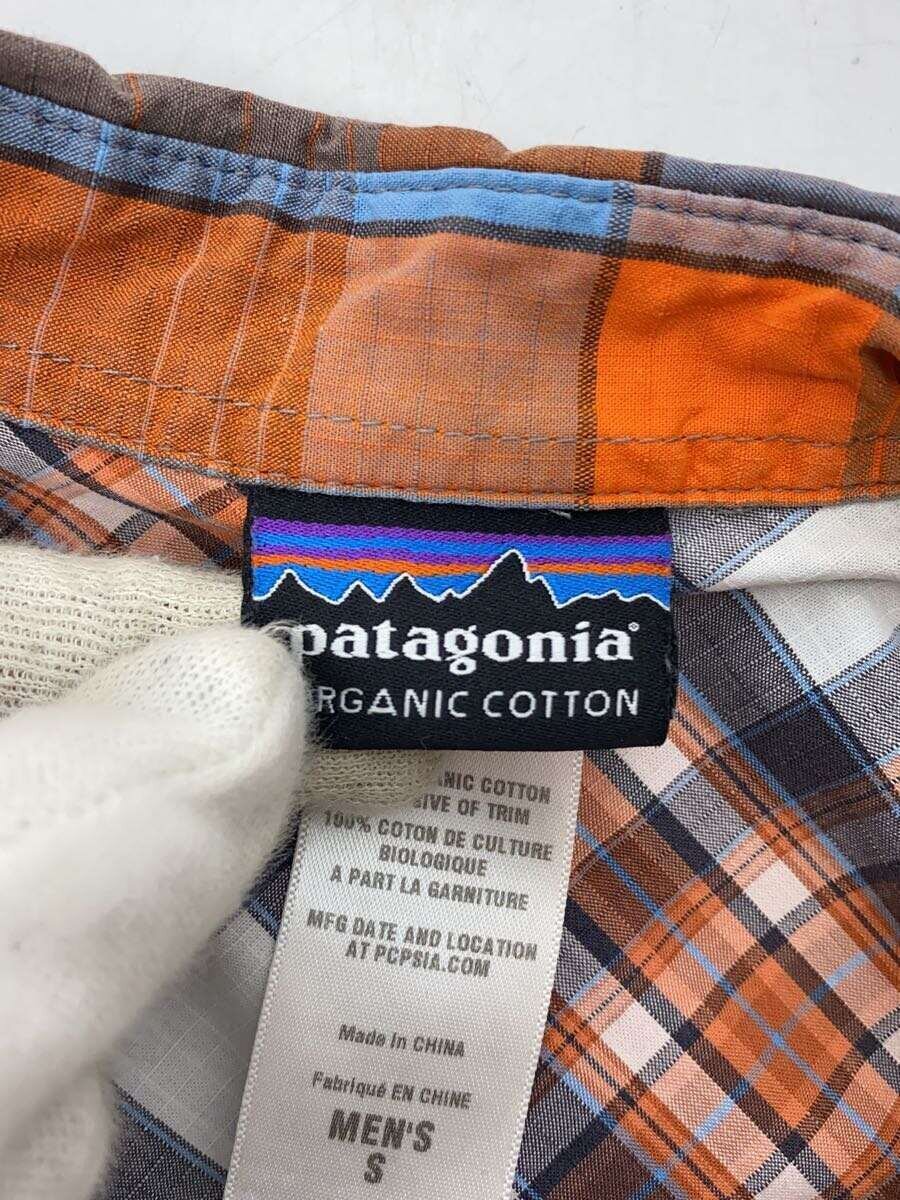 patagonia®
RGANIC COTTON
NIC COTTON
IVE OF TRIM
100% COTON DE CULTURE
BIOLOGIQUE
A PART LA GARNITURE
MFG DATE AND LOCATION
AT PCPSIA.COM
Made in CHINA
Fabriqué EN CHINE
MEN'S
S